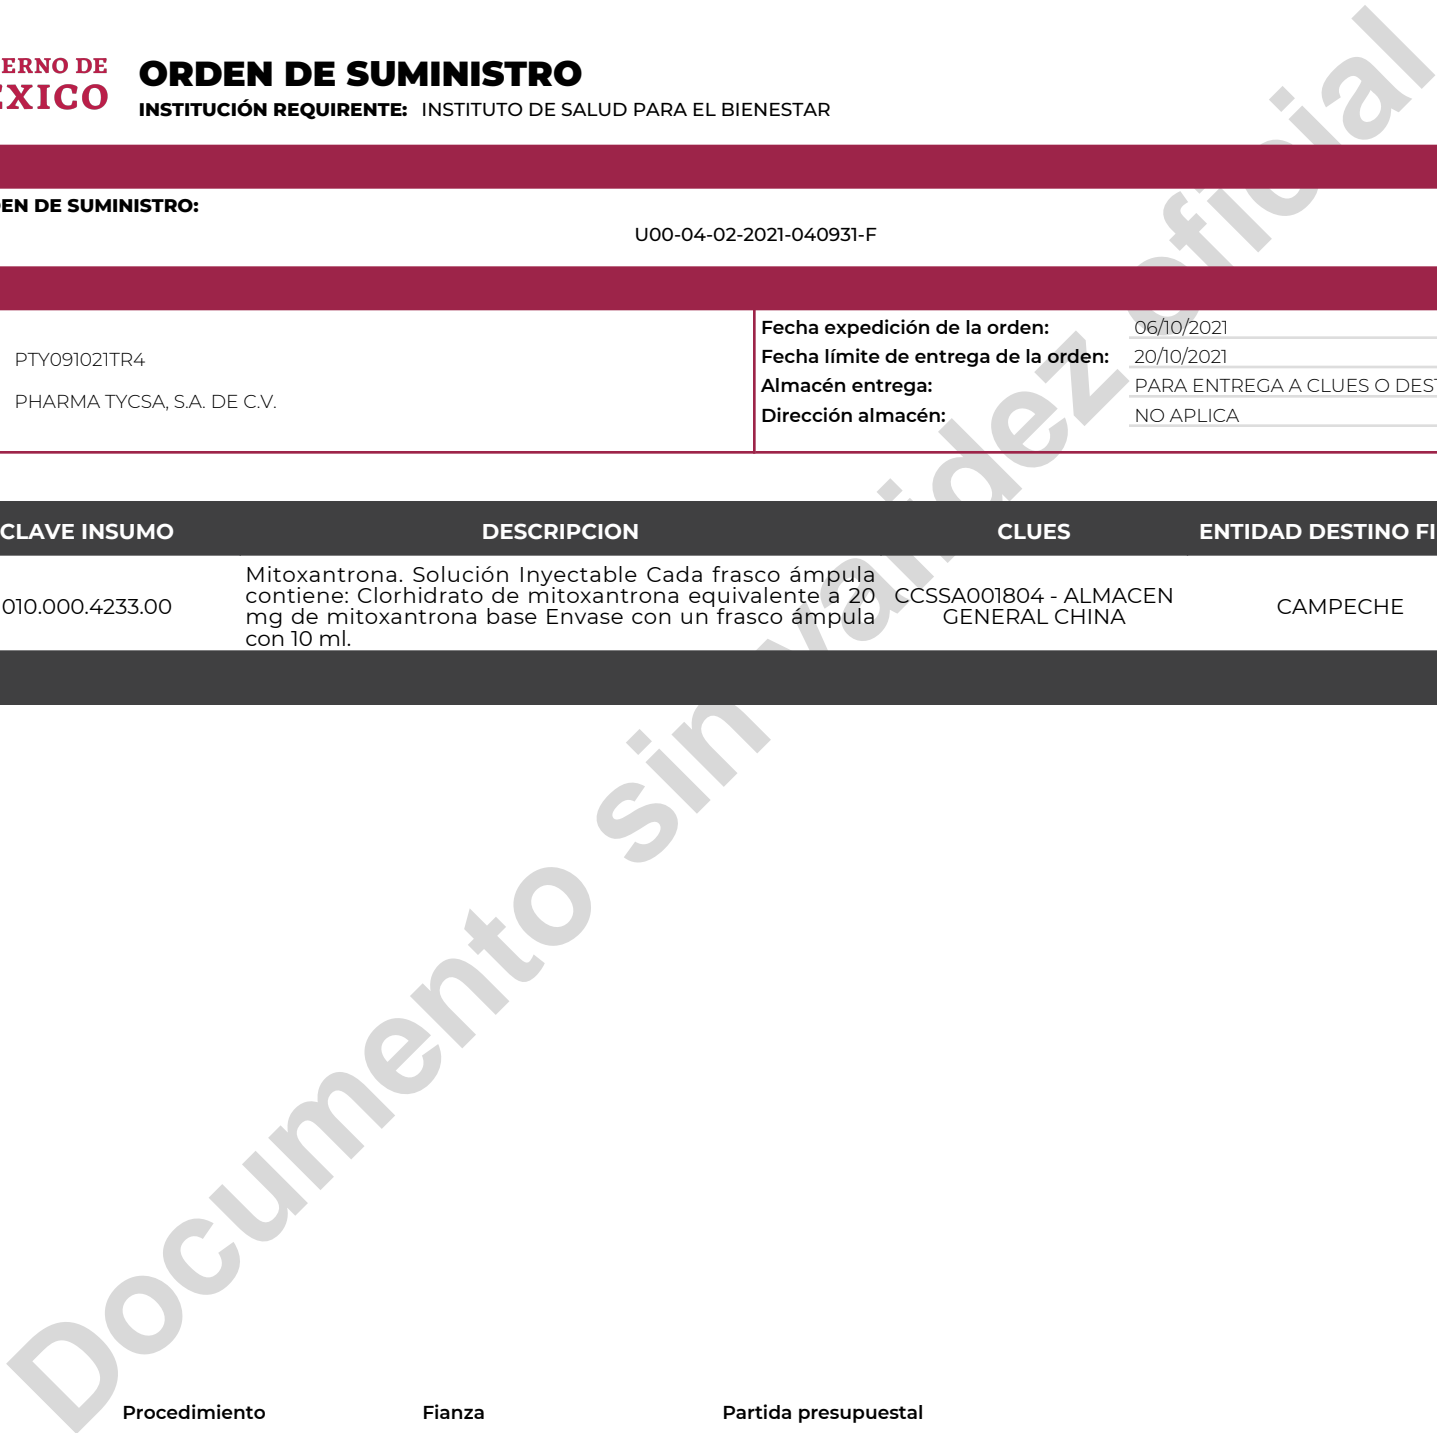 ERNO DE
EXICO
ORDEN DE SUMINISTRO
INSTITUCIÓN REQUIRENTE: INSTITUTO DE SALUD PARA EL BIENESTAR
EN DE SUMINISTRO:
U00-04-02-2021-040931-F
PTY091021TR4
PHARMA TYCSA, S.A. DE C.V.
Fecha expedición de la orden: 06/10/2021
Fecha límite de entrega de la orden: 20/10/2021
Almacén entrega: PARA ENTREGA A CLUES O DEST
Dirección almacén: NO APLICA
CLAVE INSUMO DESCRIPCION CLUES ENTIDAD DESTINO FI
010.000.4233.00
Mitoxantrona. Solución Inyectable Cada frasco ámpula
contiene: Clorhidrato de mitoxantrona equivalente a 20
mg de mitoxantrona base Envase con un frasco ámpula
con 10 ml.
CCSSA001804 - ALMACEN
GENERAL CHINA
CAMPECHE
Documento sin validez oficial
Procedimiento Fianza Partida presupuestal